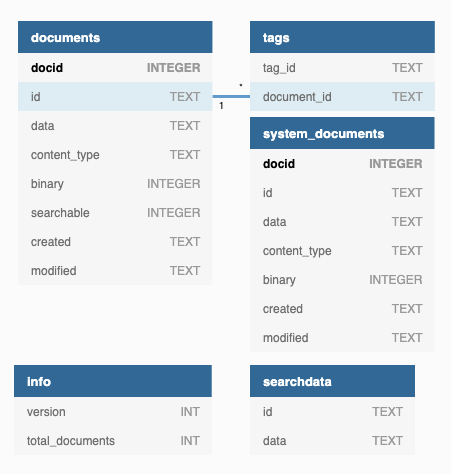 documents
docid INTEGER
id TEXT
data TEXT
content_type TEXT
binary INTEGER
searchable INTEGER
created TEXT
modified TEXT
1
*
tags
tag_id TEXT
document_id TEXT
system_documents
docid INTEGER
id TEXT
data TEXT
content_type TEXT
binary INTEGER
created TEXT
modified TEXT
info
version INT
total_documents INT
searchdata
id TEXT
data TEXT